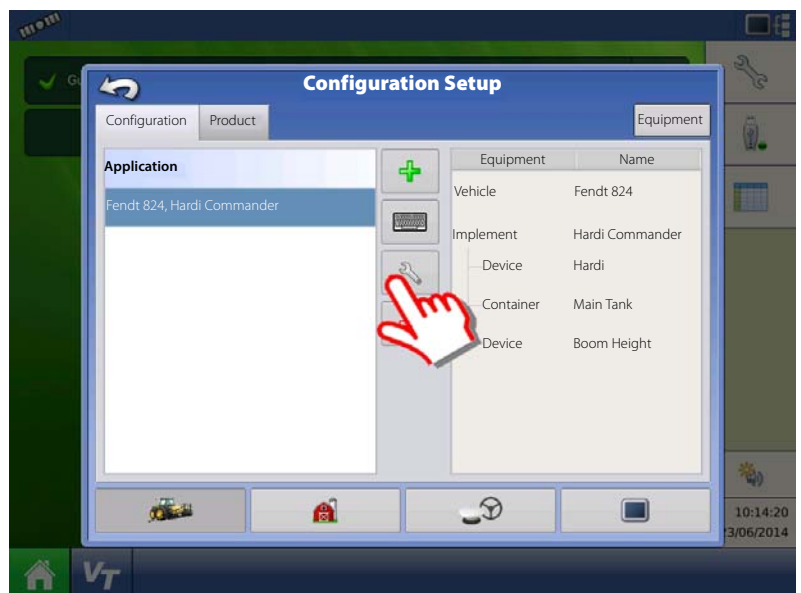 Configuration Setup
Configuration
Product
Equipment
Application
Fendt 824, Hardi Commander
Equipment Name
Vehicle Fendt 824
Implement Hardi Commander
Device Hardi
Container Main Tank
Device Boom Height
10:14:20
3/06/2014
VT